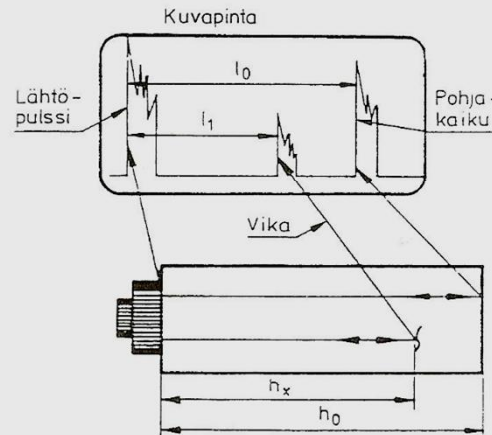 Kuvapinta
l₀
Lähtö-
pulssi
l₁
Pohja-
kaiku
Vika
hₓ
h₀